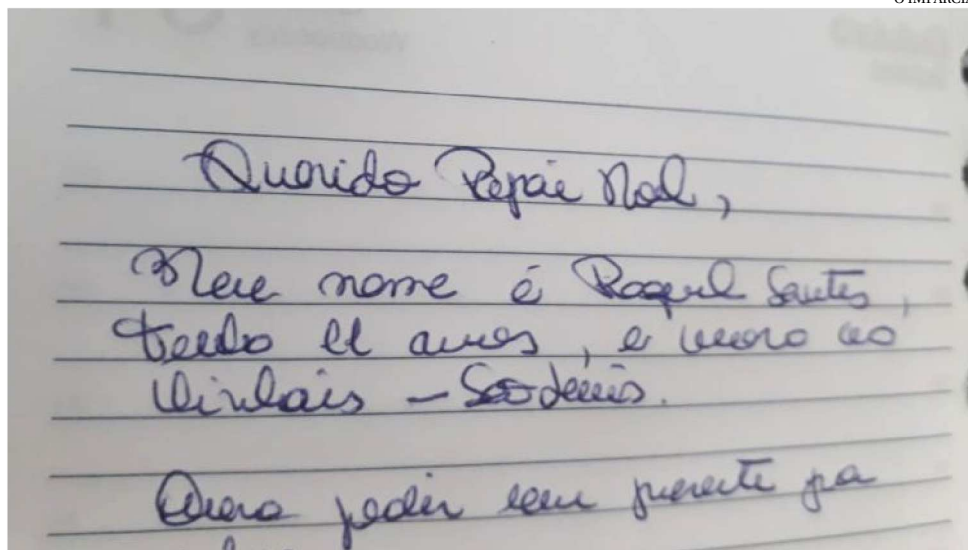 O IMPARCIA
Querido Papai Noel,
Meu nome é Raquel Santos,
tenho 11 anos, e moro no
Vinhais – São Luís.
Quero pedir um presente pra